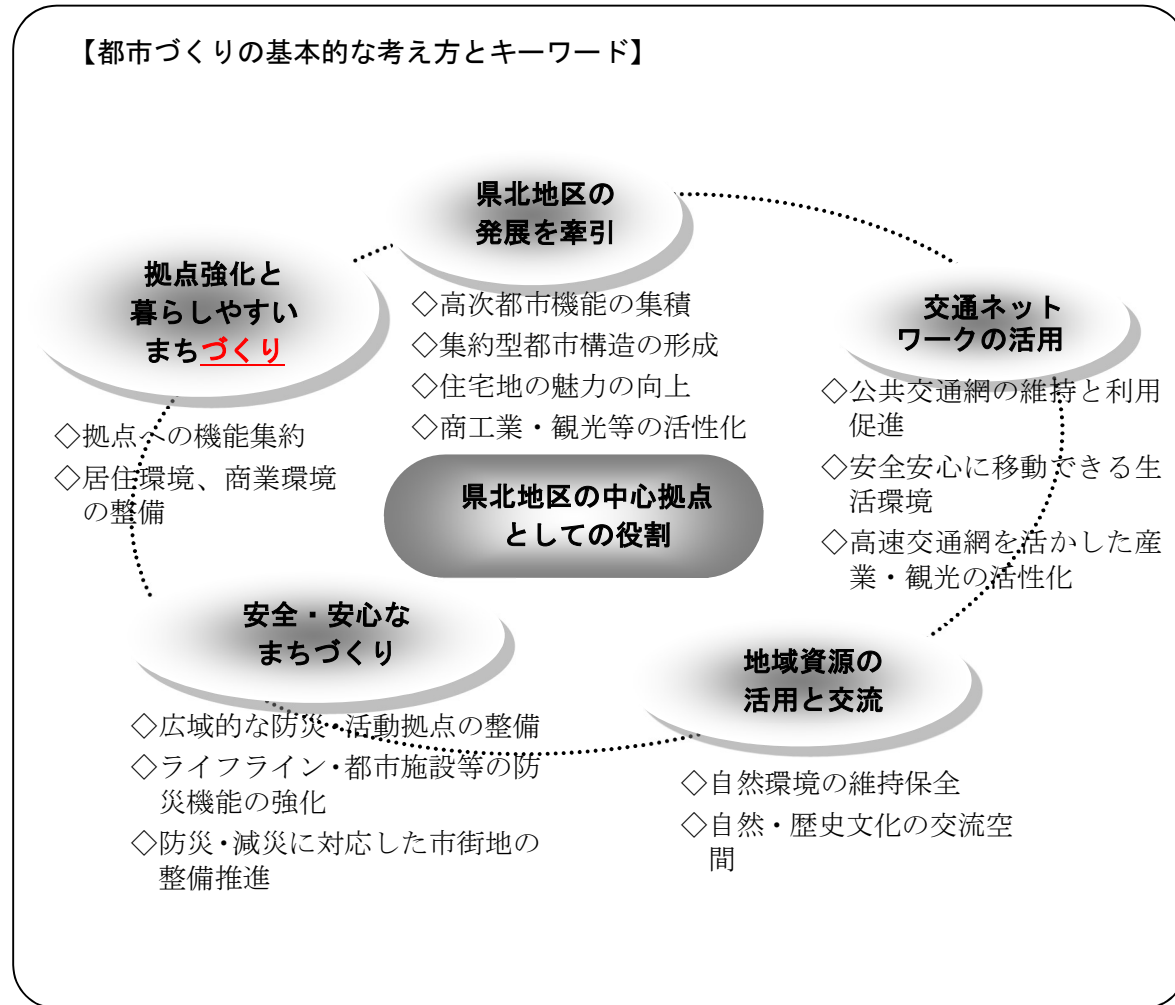 【都市づくりの基本的な考え方とキーワード】
県北地区の
発展を牽引
◇高次都市機能の集積
◇集約型都市構造の形成
◇住宅地の魅力の向上
◇商工業・観光等の活性化
拠点強化と
暮らしやすい
まちづくり
◇拠点への機能集約
◇居住環境、商業環境
の整備
交通ネット
ワークの活用
◇公共交通網の維持と利用
促進
◇安全安心に移動できる生
活環境
◇高速交通網を活かした産
業・観光の活性化
県北地区の中心拠点
としての役割
安全・安心な
まちづくり
◇広域的な防災・活動拠点の整備
◇ライフライン・都市施設等の防
災機能の強化
◇防災・減災に対応した市街地の
整備推進
地域資源の
活用と交流
◇自然環境の維持保全
◇自然・歴史文化の交流空
間